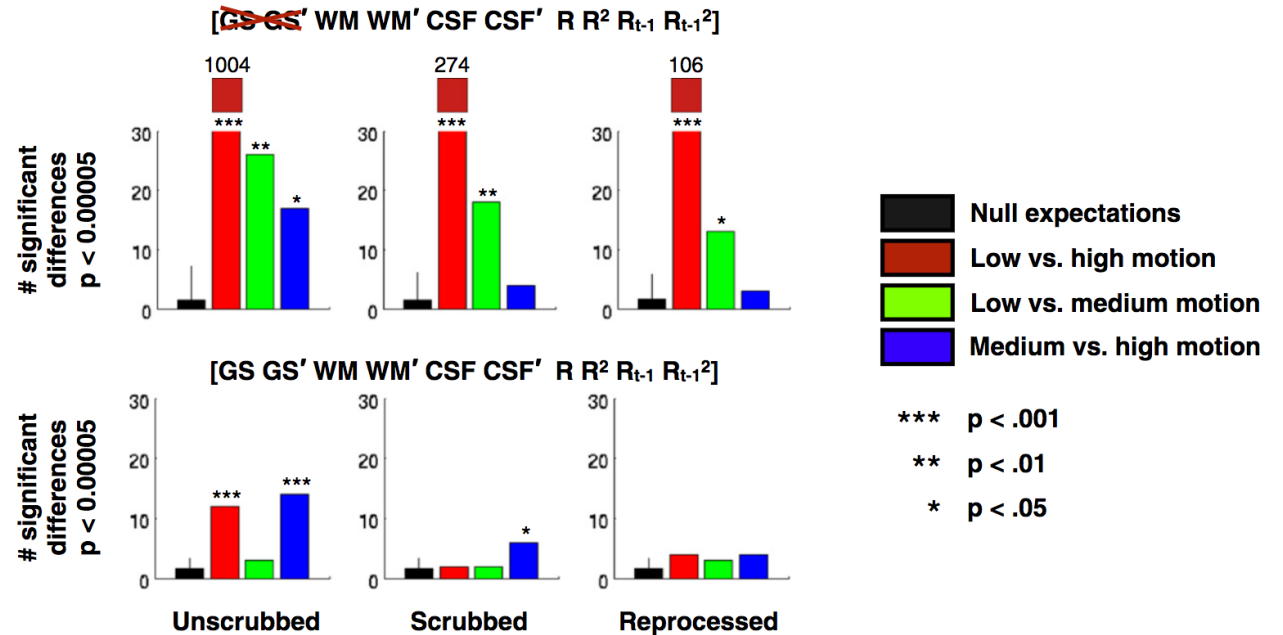 [GS GS′ WM WM′ CSF CSF′ R R² Rₜ₋₁ Rₜ₋₁²]
1004 274 106
*** *** ***
** ** *
*
30 30 30
20 20 20
10 10 10
0 0 0
# significant
differences
p < 0.00005
[GS GS′ WM WM′ CSF CSF′ R R² Rₜ₋₁ Rₜ₋₁²]
30 30 30
20 20 20
*** *** *
10 10 10
0 0 0
# significant
differences
p < 0.00005
Unscrubbed Scrubbed Reprocessed
Null expectations
Low vs. high motion
Low vs. medium motion
Medium vs. high motion
*** p < .001
** p < .01
* p < .05